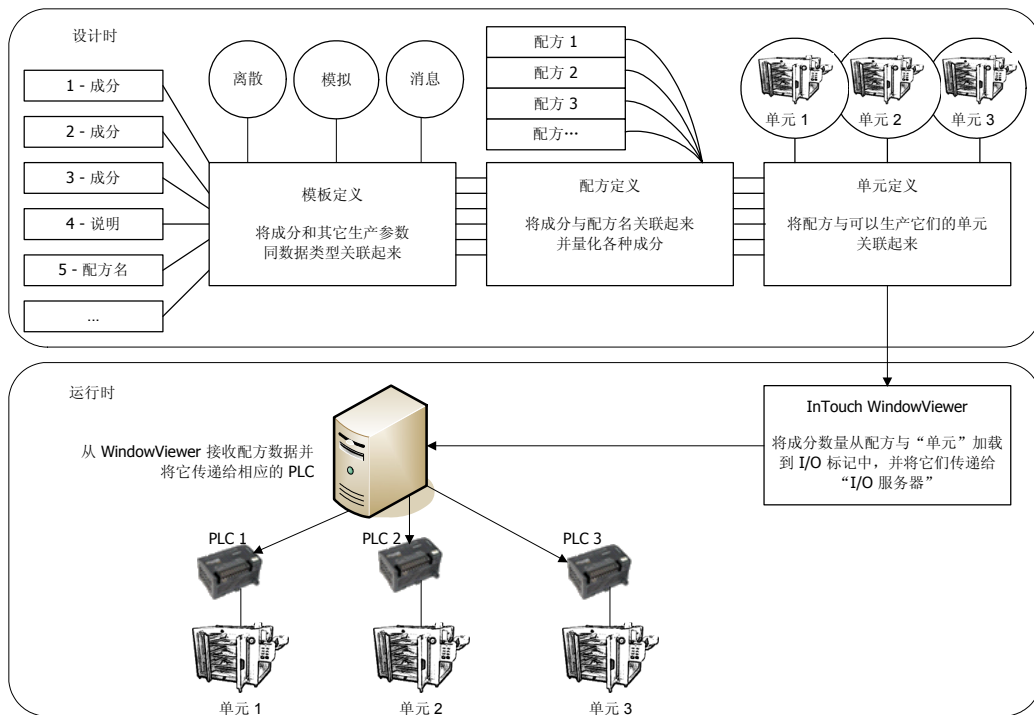 设计时
1 - 成分
2 - 成分
3 - 成分
4 - 说明
5 - 配方名
...
离散
模拟
消息
模板定义
将成分和其它生产参数
同数据类型关联起来
配方 1
配方 2
配方 3
配方…
配方定义
将成分与配方名关联起来
并量化各种成分
单元 1
单元 2
单元 3
单元定义
将配方与可以生产它们的单元
关联起来
运行时
InTouch WindowViewer
将成分数量从配方与“单元”加载
到 I/O 标记中，并将它们传递给
“I/O 服务器”
从 WindowViewer 接收配方数据并
将它传递给相应的 PLC
PLC 1
PLC 2
PLC 3
单元 1
单元 2
单元 3